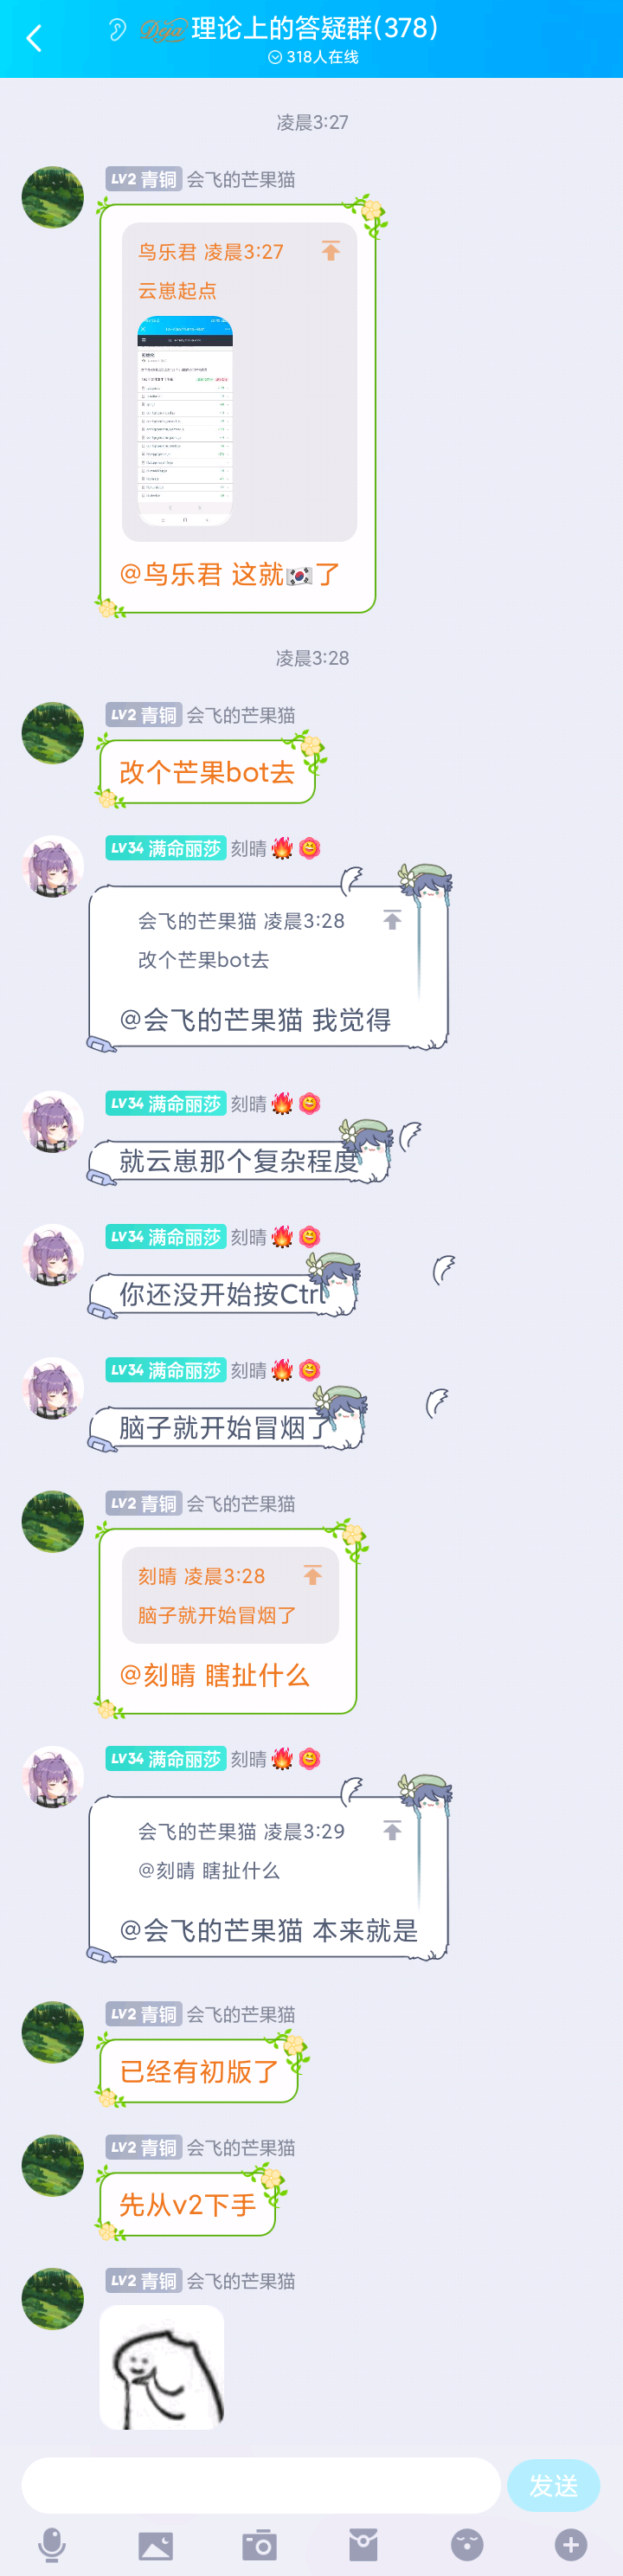 Deja 理论上的答疑群(378)
318人在线
凌晨3:27
LV2 青铜 会飞的芒果猫
鸟乐君 凌晨3:27
云崽起点
@鸟乐君 这就🇰🇷了
凌晨3:28
LV2 青铜 会飞的芒果猫
改个芒果bot去
LV34 满命丽莎 刻晴
会飞的芒果猫 凌晨3:28
改个芒果bot去
@会飞的芒果猫 我觉得
LV34 满命丽莎 刻晴
就云崽那个复杂程度
LV34 满命丽莎 刻晴
你还没开始按Ctrl
LV34 满命丽莎 刻晴
脑子就开始冒烟了
LV2 青铜 会飞的芒果猫
刻晴 凌晨3:28
脑子就开始冒烟了
@刻晴 瞎扯什么
LV34 满命丽莎 刻晴
会飞的芒果猫 凌晨3:29
@刻晴 瞎扯什么
@会飞的芒果猫 本来就是
LV2 青铜 会飞的芒果猫
已经有初版了
LV2 青铜 会飞的芒果猫
先从v2下手
LV2 青铜 会飞的芒果猫
发送